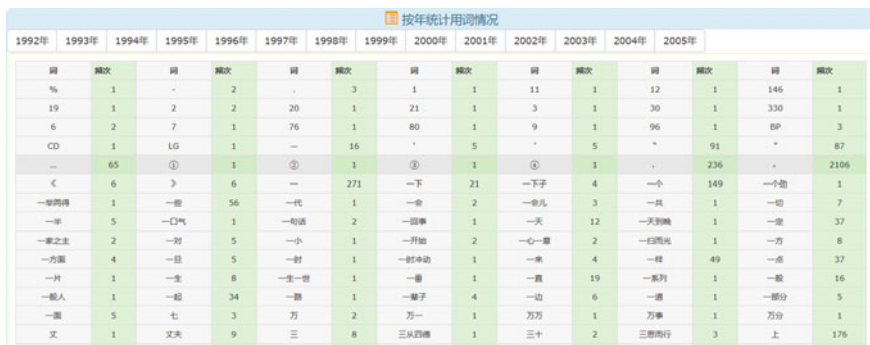 按年统计用词情况
1992年 1993年 1994年 1995年 1996年 1997年 1998年 1999年 2000年 2001年 2002年 2003年 2004年 2005年
词 频次 词 频次 词 频次 词 频次 词 频次 词 频次 词 频次
% 1 - 2 . 3 1 1 11 1 12 1 146 1
19 1 2 2 20 1 21 1 3 1 30 1 330 1
6 2 7 1 76 1 80 1 9 1 96 1 BP 3
CD 1 LG 1 — 16 ‘ 5 ’ 5 “ 91 ” 87
… 65 ① 1 ② 1 ③ 1 ④ 1 、 236 。 2106
《 6 》 6 一 271 一下 21 一下子 4 一个 149 一个劲 1
一举两得 1 一些 56 一代 1 一会 2 一会儿 3 一共 1 一切 7
一半 5 一口气 1 一句话 2 一回事 1 一天 12 一天到晚 1 一定 37
一家之主 2 一对 5 一小 1 一开始 2 一心一意 2 一扫而光 1 一方 8
一方面 4 一旦 5 一时 1 一时冲动 1 一来 4 一样 49 一点 37
一片 1 一生 8 一生一世 1 一番 1 一直 19 一系列 1 一般 16
一般人 1 一起 34 一路 1 一辈子 4 一边 6 一道 1 一部分 5
一面 5 七 3 万 2 万一 1 万万 1 万事 1 万分 1
丈 1 丈夫 9 三 8 三从四德 1 三十 2 三思而行 3 上 176